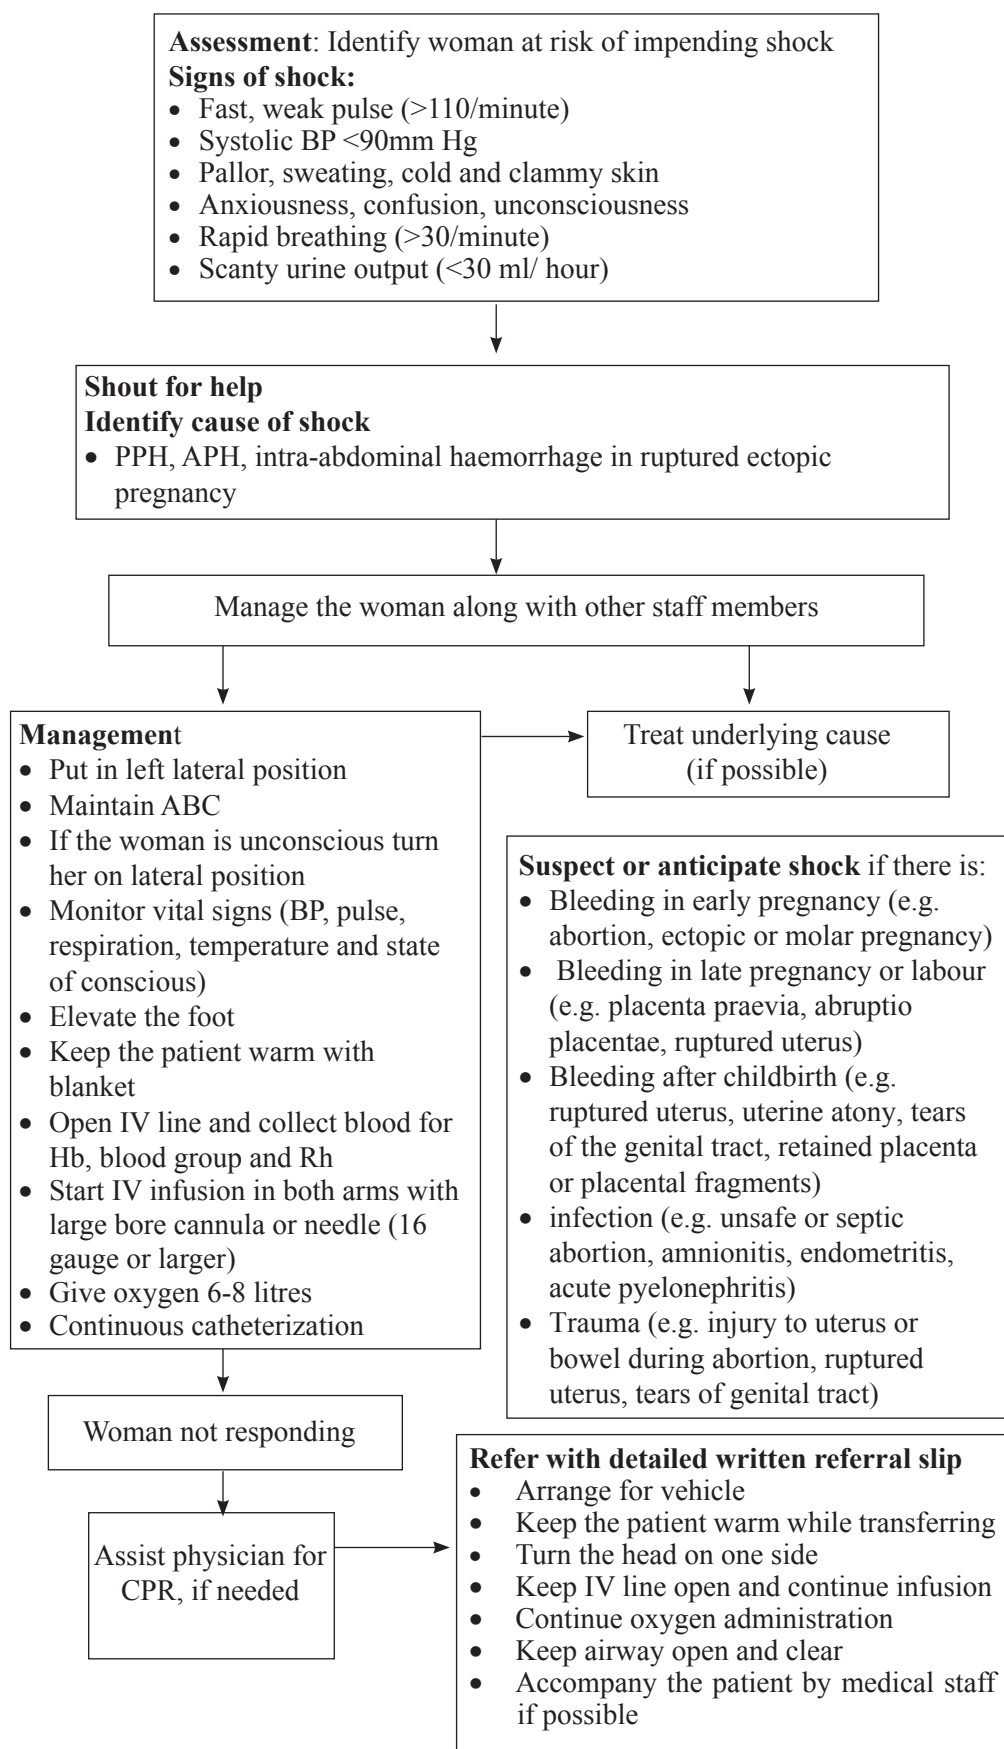 Assessment: Identify woman at risk of impending shock
Signs of shock:
• Fast, weak pulse (>110/minute)
• Systolic BP <90mm Hg
• Pallor, sweating, cold and clammy skin
• Anxiousness, confusion, unconsciousness
• Rapid breathing (>30/minute)
• Scanty urine output (<30 ml/ hour)
Shout for help
Identify cause of shock
• PPH, APH, intra-abdominal haemorrhage in ruptured ectopic
pregnancy
Manage the woman along with other staff members
Management
• Put in left lateral position
• Maintain ABC
• If the woman is unconscious turn
her on lateral position
• Monitor vital signs (BP, pulse,
respiration, temperature and state
of conscious)
• Elevate the foot
• Keep the patient warm with
blanket
• Open IV line and collect blood for
Hb, blood group and Rh
• Start IV infusion in both arms with
large bore cannula or needle (16
gauge or larger)
• Give oxygen 6-8 litres
• Continuous catheterization
Treat underlying cause
(if possible)
Suspect or anticipate shock if there is:
• Bleeding in early pregnancy (e.g.
abortion, ectopic or molar pregnancy)
• Bleeding in late pregnancy or labour
(e.g. placenta praevia, abruptio
placentae, ruptured uterus)
• Bleeding after childbirth (e.g.
ruptured uterus, uterine atony, tears
of the genital tract, retained placenta
or placental fragments)
• infection (e.g. unsafe or septic
abortion, amnionitis, endometritis,
acute pyelonephritis)
• Trauma (e.g. injury to uterus or
bowel during abortion, ruptured
uterus, tears of genital tract)
Woman not responding
Assist physician for
CPR, if needed
Refer with detailed written referral slip
• Arrange for vehicle
• Keep the patient warm while transferring
• Turn the head on one side
• Keep IV line open and continue infusion
• Continue oxygen administration
• Keep airway open and clear
• Accompany the patient by medical staff
if possible